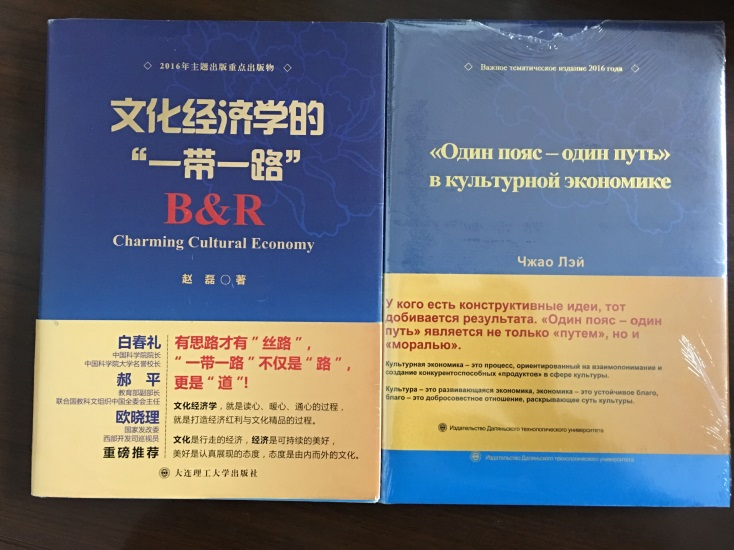 ◇ 2016年主题出版重点出版物 ◇
文化经济学的
“一带一路”
B&R
Charming Cultural Economy
赵 磊 ◯ 著
白春礼
中国科学院院长
中国科学院大学名誉校长
郝 平
教育部副部长
联合国教科文组织中国全委会主任
欧晓理
国家发改委
西部开发司巡视员
重磅推荐
有思路才有“丝路”，
“一带一路”不仅是“路”，
更是“道”！
文化经济学，就是读心、暖心、通心的过程，
就是打造经济红利与文化精品的过程。
文化是行走的经济，经济是可持续的美好，
美好是认真展现的态度，态度是由内而外的文化。
大连理工大学出版社
◇ Важное тематическое издание 2016 года ◇
«Один пояс – один путь»
в культурной экономике
Чжао Лэй
У кого есть конструктивные идеи, тот
добивается результата. «Один пояс – один
путь» является не только «путем», но и
«моралью».
Культурная экономика – это процесс, ориентированный на взаимопонимание и
создание конкурентоспособных «продуктов» в сфере культуры.
Культура – это развивающаяся экономика, экономика – это устойчивое благо,
благо – это добросовестное отношение, раскрывающее суть культуры.
Издательство Даляньского технологического университета
Издательство Даляньского технологического университета